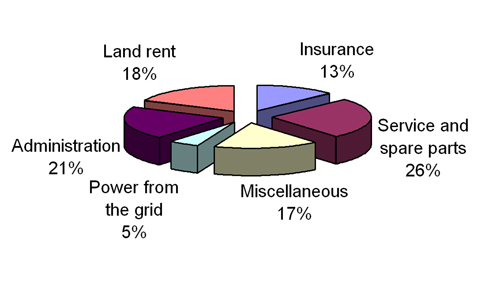 Land rent
18%
Insurance
13%
Service and
spare parts
26%
Administration
21%
Power from
the grid
5%
Miscellaneous
17%